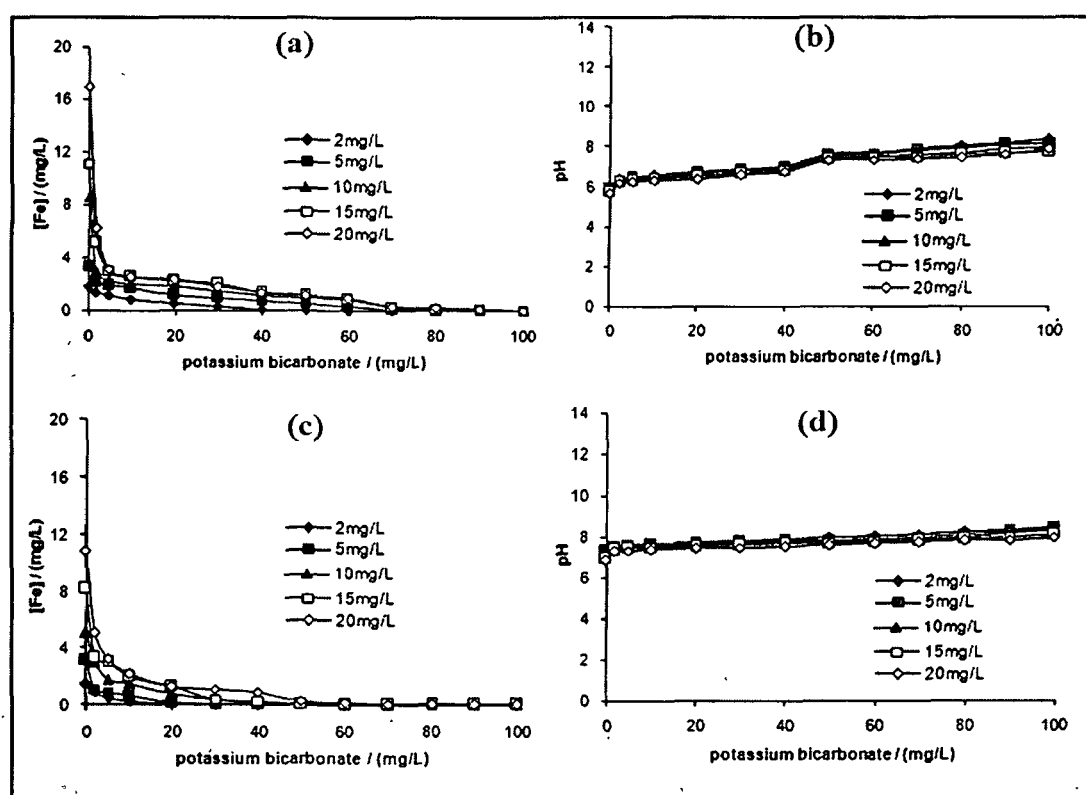 (a)
20
16
12
8
4
0
[Fe] / (mg/L)
2mg/L
5mg/L
10mg/L
15mg/L
20mg/L
0 20 40 60 80 100
potassium bicarbonate / (mg/L)
(b)
14
12
10
8
6
4
2
0
pH
2mg/L
5mg/L
10mg/L
15mg/L
20mg/L
0 20 40 60 80 100
potassium bicarbonate / (mg/L)
(c)
20
16
12
8
4
0
[Fe] / (mg/L)
2mg/L
5mg/L
10mg/L
15mg/L
20mg/L
0 20 40 60 80 100
potassium bicarbonate / (mg/L)
(d)
14
12
10
8
6
4
2
0
pH
2mg/L
5mg/L
10mg/L
15mg/L
20mg/L
0 20 40 60 80 100
potassium bicarbonate / (mg/L)